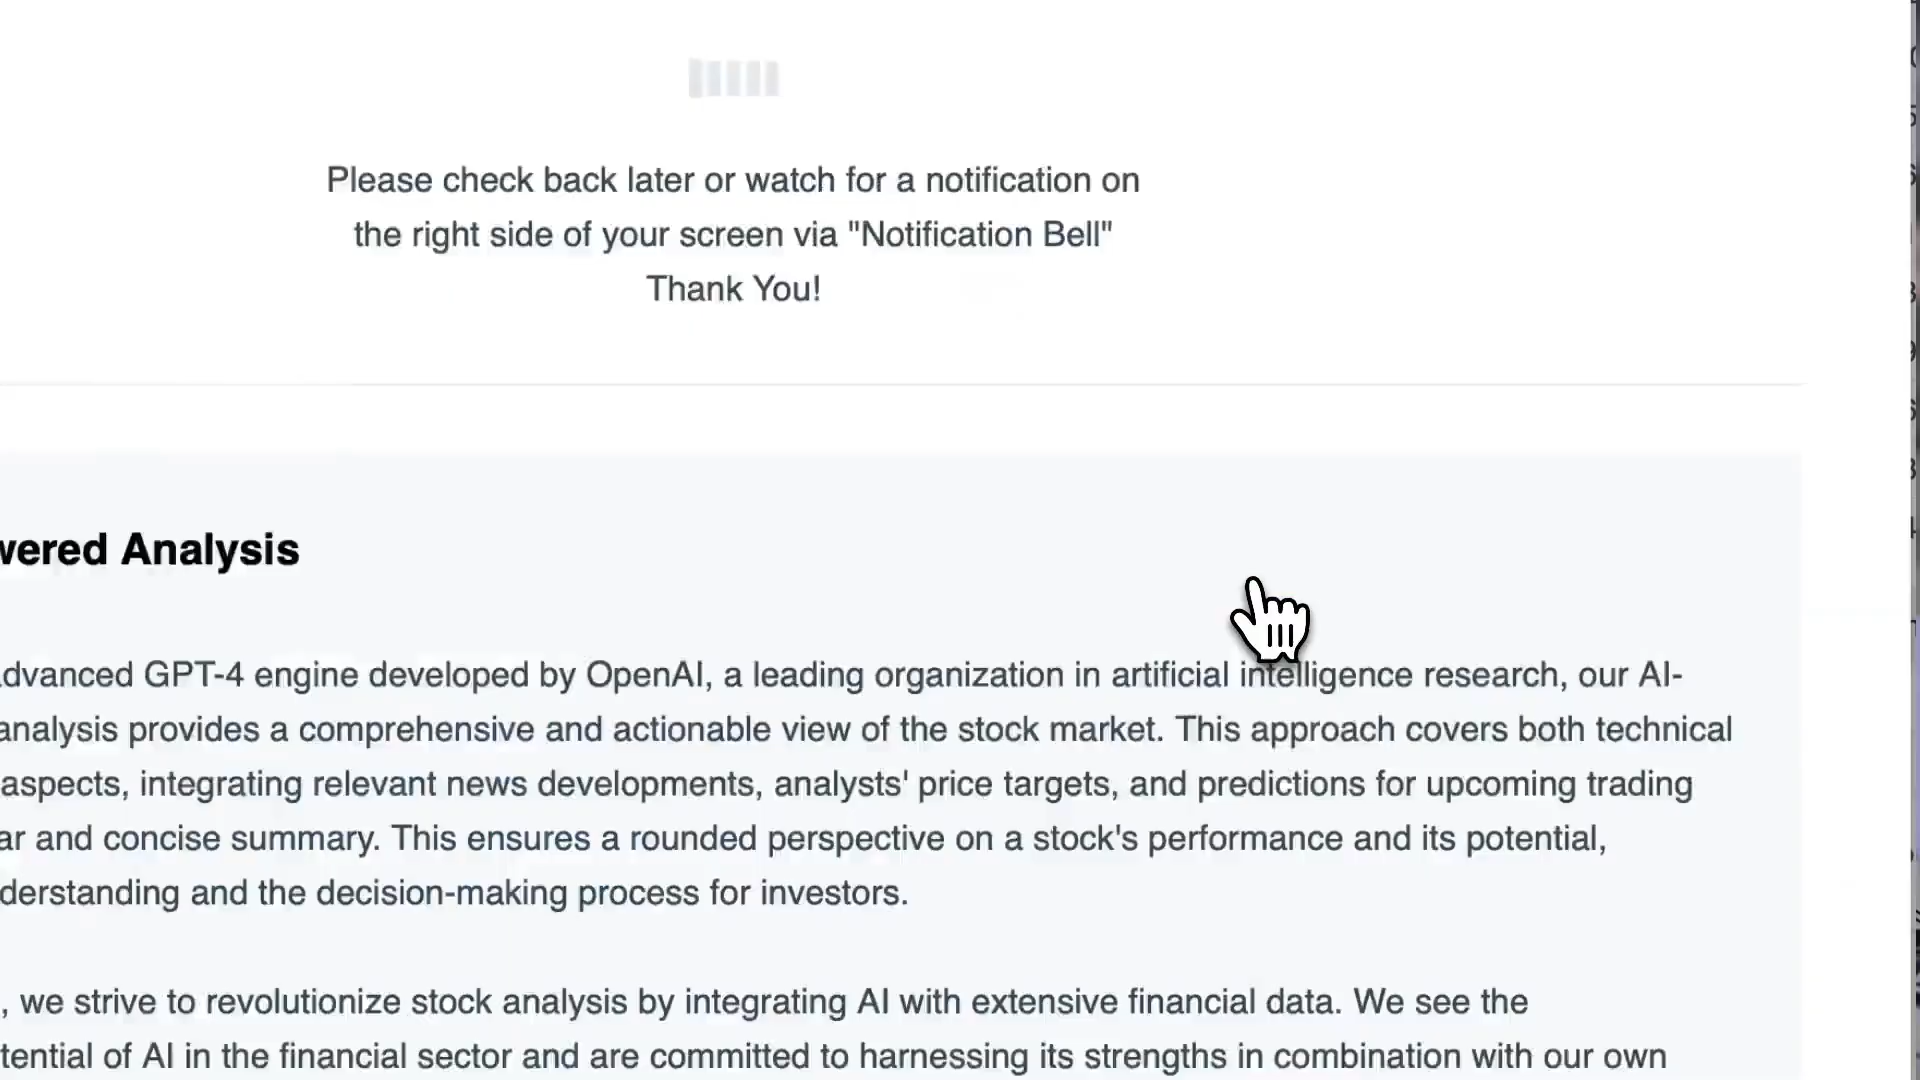 Please check back later or watch for a notification on
the right side of your screen via "Notification Bell"
Thank You!
wered Analysis
dvanced GPT-4 engine developed by OpenAI, a leading organization in artificial intelligence research, our AI-
analysis provides a comprehensive and actionable view of the stock market. This approach covers both technical
aspects, integrating relevant news developments, analysts' price targets, and predictions for upcoming trading
ar and concise summary. This ensures a rounded perspective on a stock's performance and its potential,
derstanding and the decision-making process for investors.
, we strive to revolutionize stock analysis by integrating AI with extensive financial data. We see the
tential of AI in the financial sector and are committed to harnessing its strengths in combination with our own